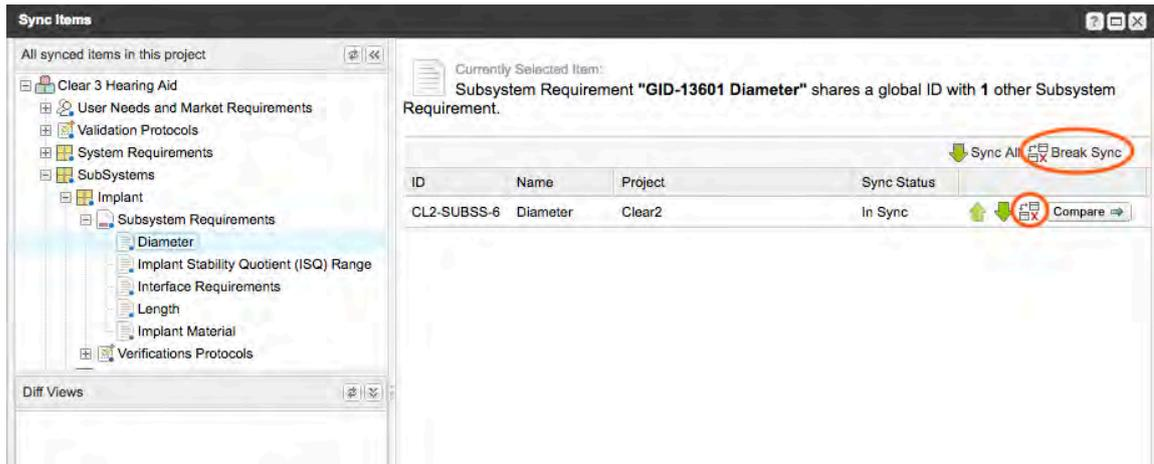 Sync Items
All synced items in this project
Clear 3 Hearing Aid
User Needs and Market Requirements
Validation Protocols
System Requirements
SubSystems
Implant
Subsystem Requirements
Diameter
Implant Stability Quotient (ISQ) Range
Interface Requirements
Length
Implant Material
Verifications Protocols
Diff Views
Currently Selected Item:
Subsystem Requirement "GID-13601 Diameter" shares a global ID with 1 other Subsystem
Requirement.
Sync All Break Sync
ID Name Project Sync Status
CL2-SUBSS-6 Diameter Clear2 In Sync Compare